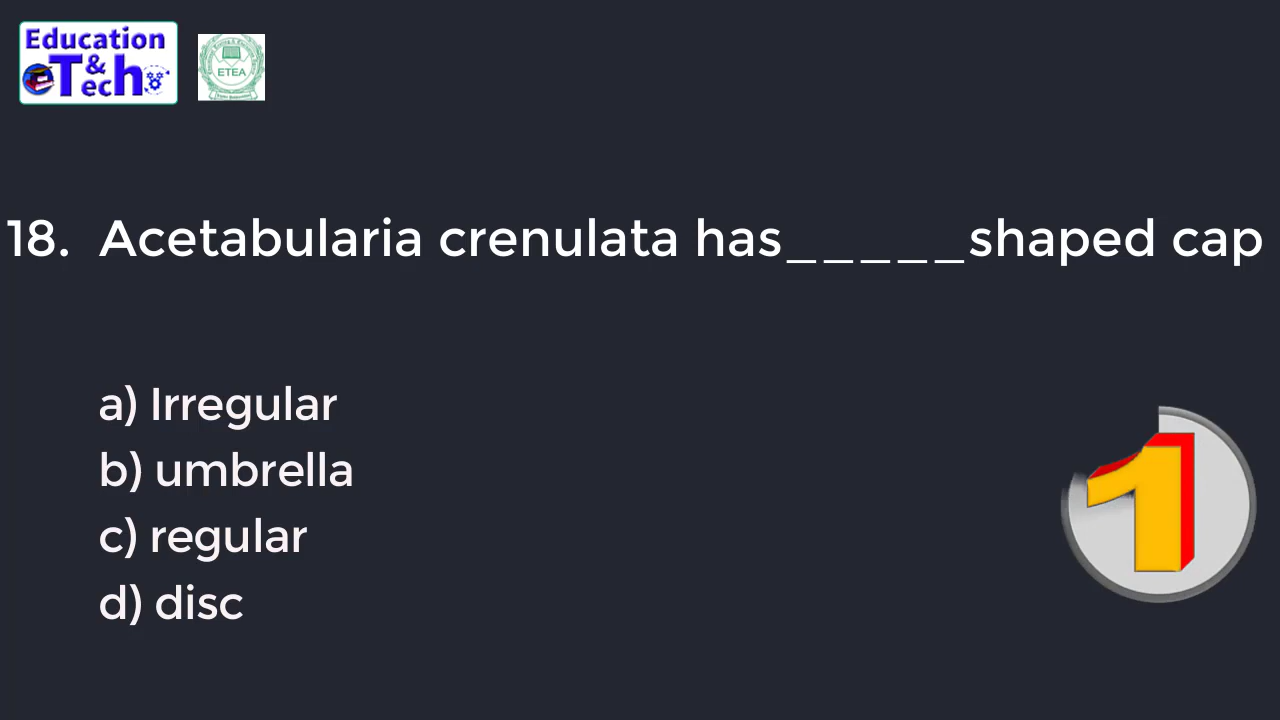 Education
&
Tech
ETEA
18. Acetabularia crenulata has_____shaped cap
a) Irregular
b) umbrella
c) regular
d) disc
1